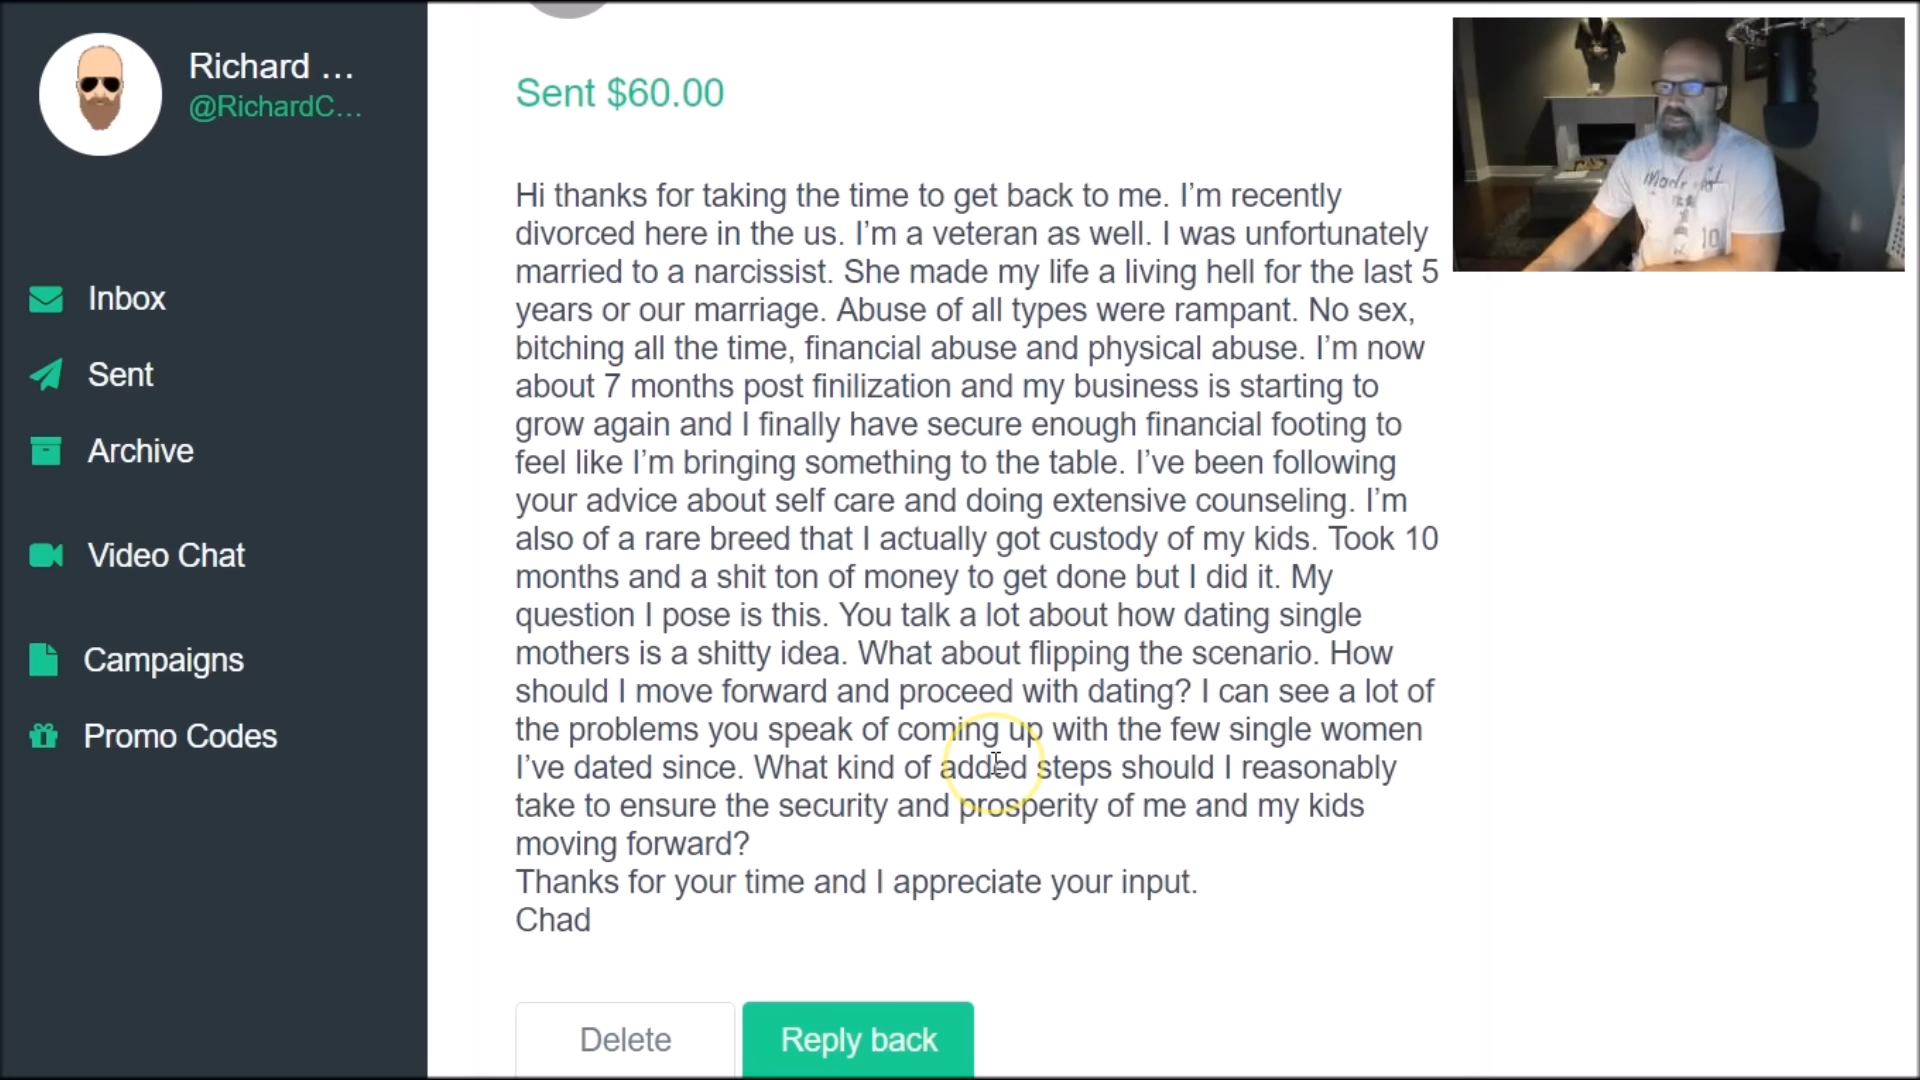 Richard ...
@RichardC...
Inbox
Sent
Archive
Video Chat
Campaigns
Promo Codes
Sent $60.00
Hi thanks for taking the time to get back to me. I’m recently
divorced here in the us. I’m a veteran as well. I was unfortunately
married to a narcissist. She made my life a living hell for the last 5
years or our marriage. Abuse of all types were rampant. No sex,
bitching all the time, financial abuse and physical abuse. I’m now
about 7 months post finilization and my business is starting to
grow again and I finally have secure enough financial footing to
feel like I’m bringing something to the table. I’ve been following
your advice about self care and doing extensive counseling. I’m
also of a rare breed that I actually got custody of my kids. Took 10
months and a shit ton of money to get done but I did it. My
question I pose is this. You talk a lot about how dating single
mothers is a shitty idea. What about flipping the scenario. How
should I move forward and proceed with dating? I can see a lot of
the problems you speak of coming up with the few single women
I’ve dated since. What kind of added steps should I reasonably
take to ensure the security and prosperity of me and my kids
moving forward?
Thanks for your time and I appreciate your input.
Chad
Delete
Reply back
10